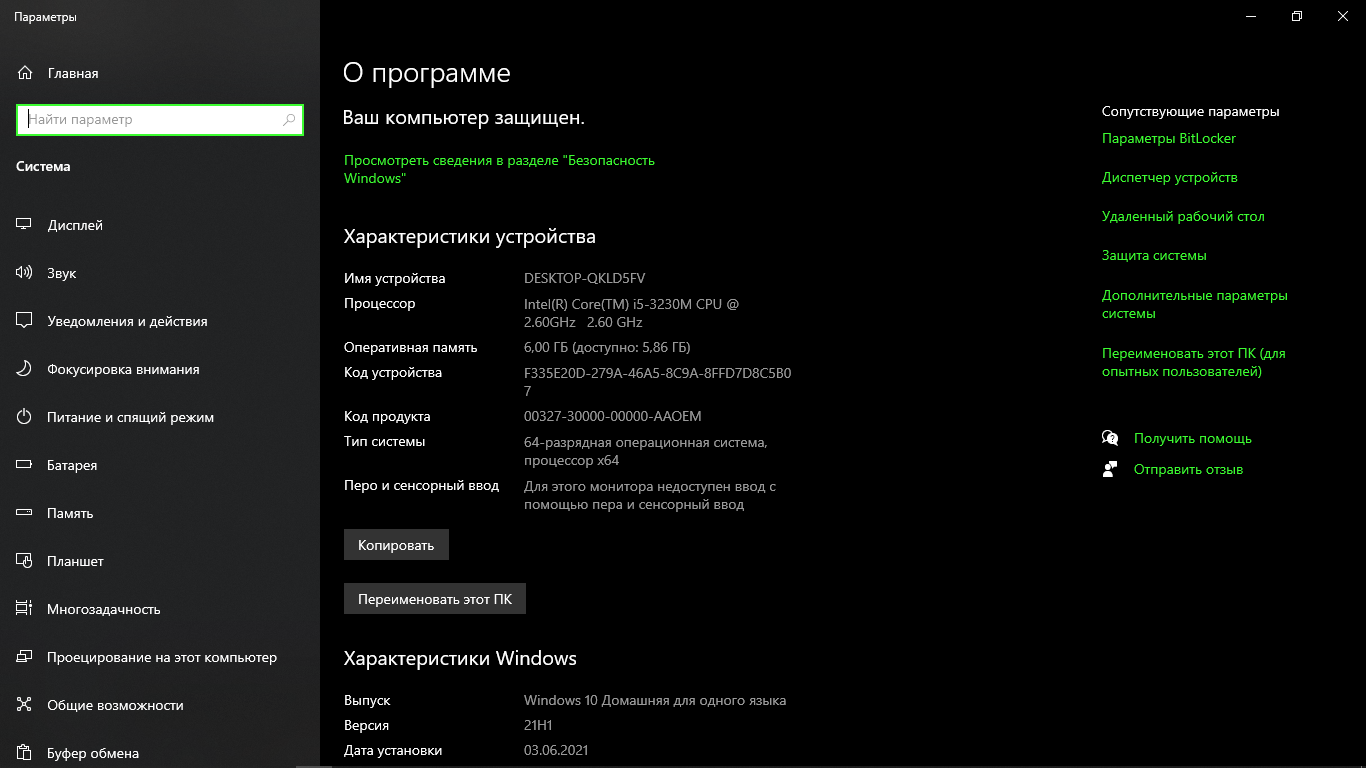 Параметры
Главная
Найти параметр
Система
Дисплей
Звук
Уведомления и действия
Фокусировка внимания
Питание и спящий режим
Батарея
Память
Планшет
Многозадачность
Проецирование на этот компьютер
Общие возможности
Буфер обмена
О программе
Ваш компьютер защищен.
Просмотреть сведения в разделе "Безопасность
Windows"
Характеристики устройства
Имя устройства DESKTOP-QKLD5FV
Процессор Intel(R) Core(TM) i5-3230M CPU @
2.60GHz 2.60 GHz
Оперативная память 6,00 ГБ (доступно: 5,86 ГБ)
Код устройства F335E20D-279A-46A5-8C9A-8FFD7D8C5B0
7
Код продукта 00327-30000-00000-AAOEM
Тип системы 64-разрядная операционная система,
процессор x64
Перо и сенсорный ввод Для этого монитора недоступен ввод с
помощью пера и сенсорный ввод
Копировать
Переименовать этот ПК
Характеристики Windows
Выпуск Windows 10 Домашняя для одного языка
Версия 21H1
Дата установки 03.06.2021
Сопутствующие параметры
Параметры BitLocker
Диспетчер устройств
Удаленный рабочий стол
Защита системы
Дополнительные параметры
системы
Переименовать этот ПК (для
опытных пользователей)
Получить помощь
Отправить отзыв